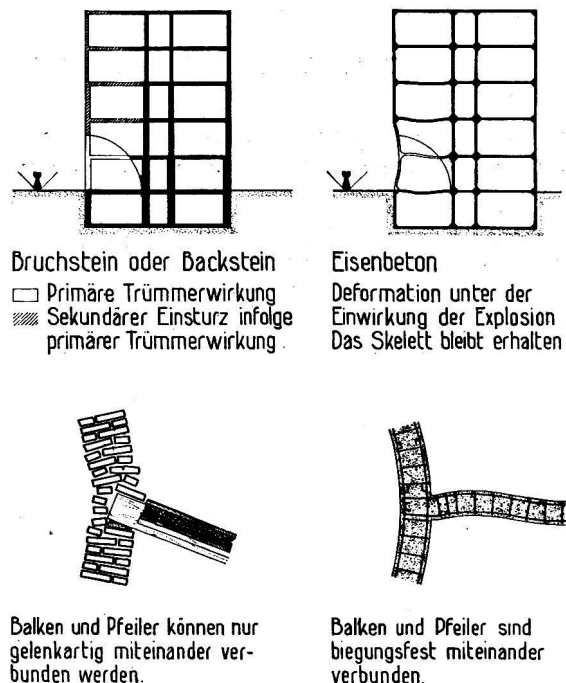 Bruchstein oder Backstein
Primäre Trümmerwirkung
Sekundärer Einsturz infolge
primärer Trümmerwirkung
Eisenbeton
Deformation unter der
Einwirkung der Explosion
Das Skelett bleibt erhalten
Balken und Pfeiler können nur
gelenkartig miteinander ver-
bunden werden.
Balken und Pfeiler sind
biegungsfest miteinander
verbunden.